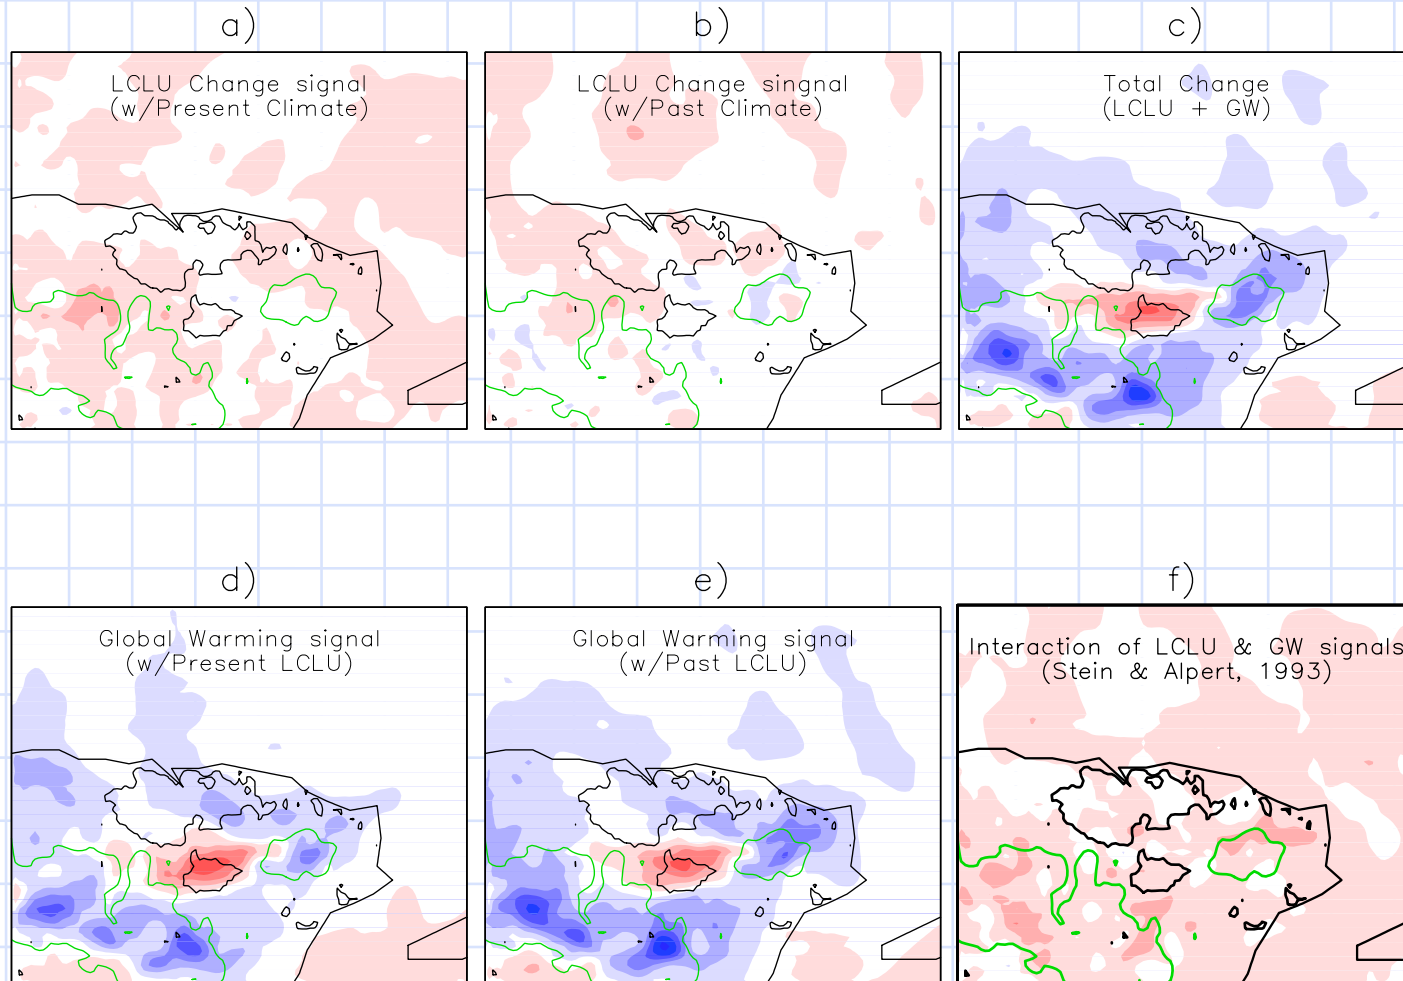 a)
LCLU Change signal
(w/Present Climate)
b)
LCLU Change singnal
(w/Past Climate)
c)
Total Change
(LCLU + GW)
d)
Global Warming signal
(w/Present LCLU)
e)
Global Warming signal
(w/Past LCLU)
f)
Interaction of LCLU & GW signals
(Stein & Alpert, 1993)